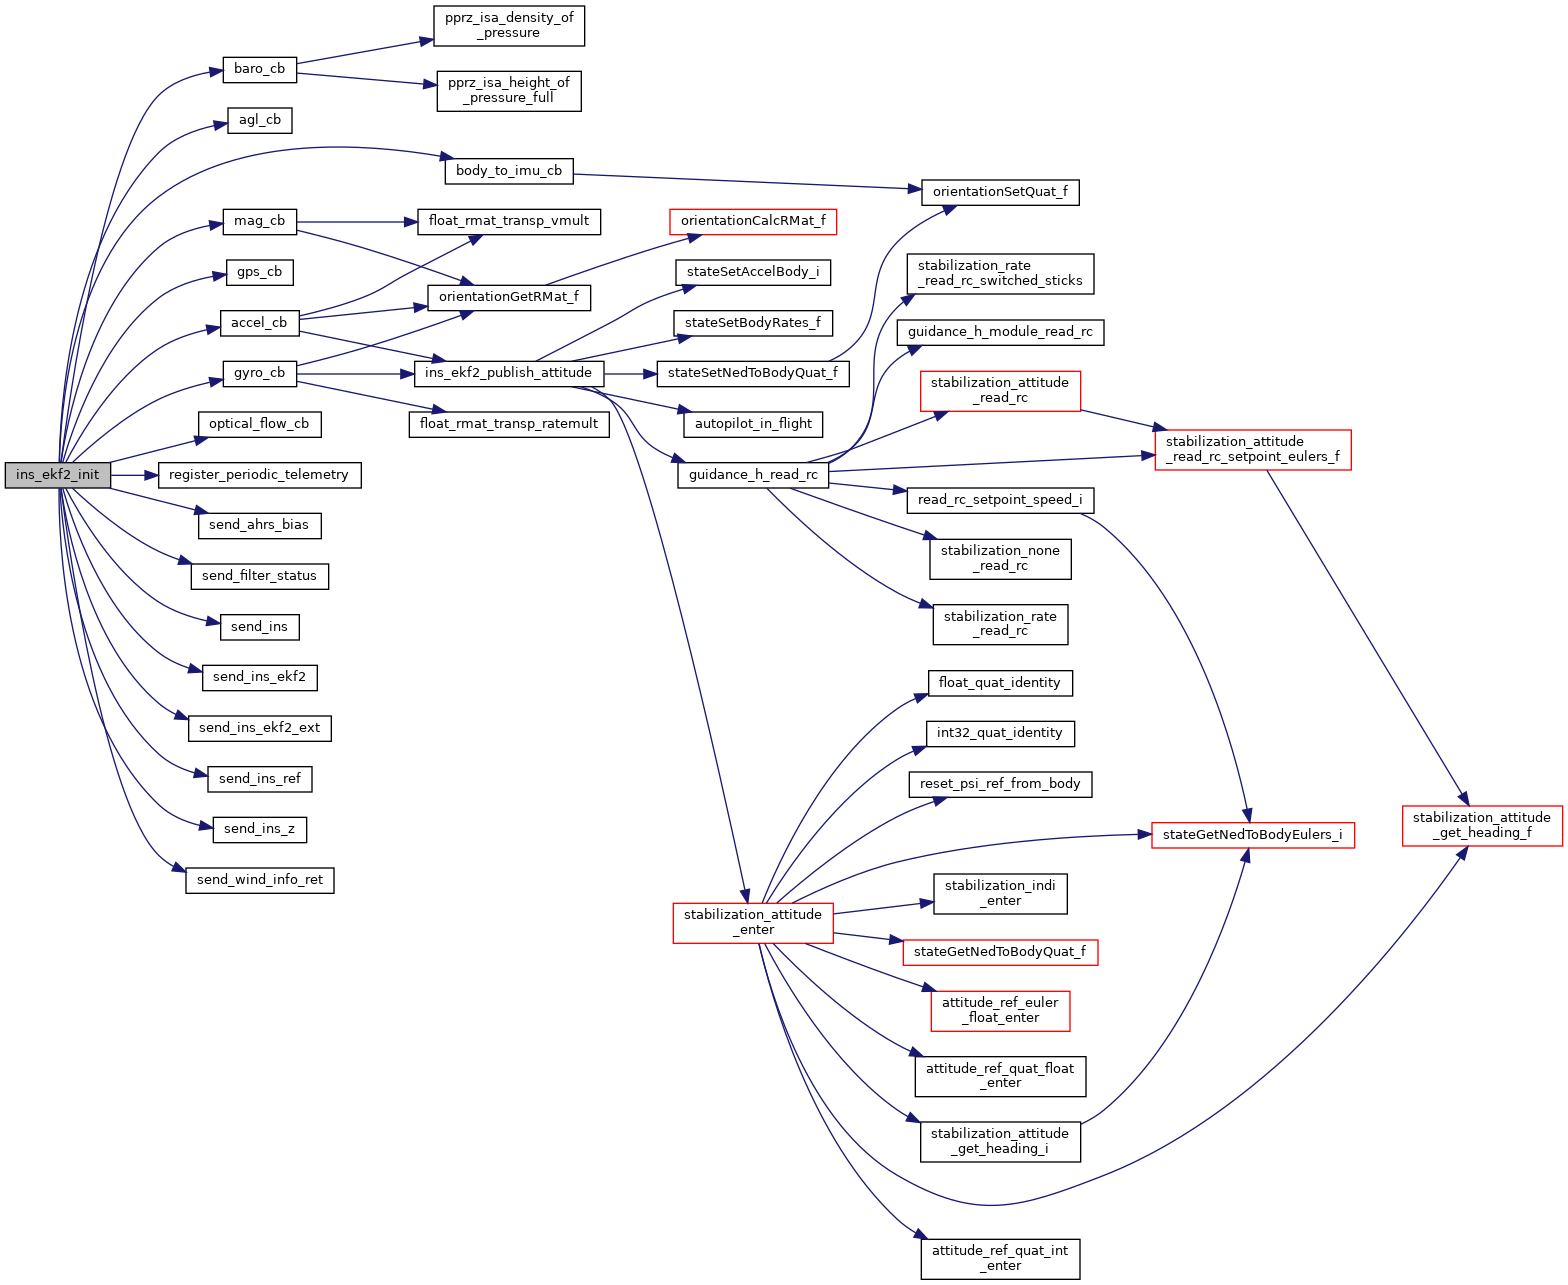 pprz_isa_density_of
_pressure
baro_cb
pprz_isa_height_of
_pressure_full
agl_cb
body_to_imu_cb
orientationSetQuat_f
mag_cb
float_rmat_transp_vmult
orientationCalcRMat_f
gps_cb
stateSetAccelBody_i
stabilization_rate
_read_rc_switched_sticks
orientationGetRMat_f
accel_cb
stateSetBodyRates_f
guidance_h_module_read_rc
gyro_cb
ins_ekf2_publish_attitude
stateSetNedToBodyQuat_f
stabilization_attitude
_read_rc
optical_flow_cb
float_rmat_transp_ratemult
autopilot_in_flight
stabilization_attitude
_read_rc_setpoint_eulers_f
ins_ekf2_init
register_periodic_telemetry
guidance_h_read_rc
read_rc_setpoint_speed_i
send_ahrs_bias
stabilization_none
_read_rc
send_filter_status
send_ins
stabilization_rate
_read_rc
send_ins_ekf2
float_quat_identity
send_ins_ekf2_ext
int32_quat_identity
send_ins_ref
reset_psi_ref_from_body
send_ins_z
stateGetNedToBodyEulers_i
stabilization_attitude
_get_heading_f
send_wind_info_ret
stabilization_indi
_enter
stabilization_attitude
_enter
stateGetNedToBodyQuat_f
attitude_ref_euler
_float_enter
attitude_ref_quat_float
_enter
stabilization_attitude
_get_heading_i
attitude_ref_quat_int
_enter